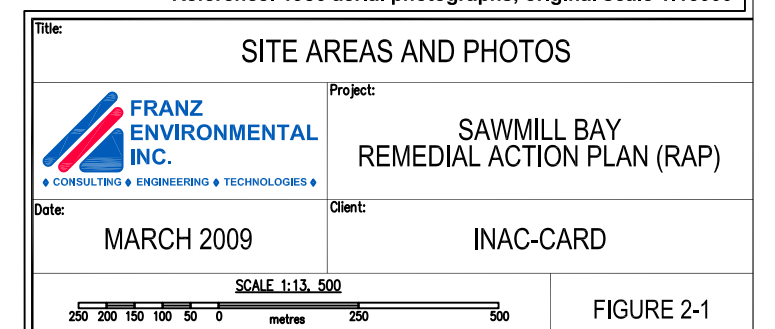 Title:
SITE AREAS AND PHOTOS
FRANZ
ENVIRONMENTAL
INC.
♦ CONSULTING ♦ ENGINEERING ♦ TECHNOLOGIES ♦
Project:
SAWMILL BAY
REMEDIAL ACTION PLAN (RAP)
Date:
MARCH 2009
Client:
INAC-CARD
SCALE 1:13, 500
250 200 150 100 50 0 metres 250 500
FIGURE 2-1